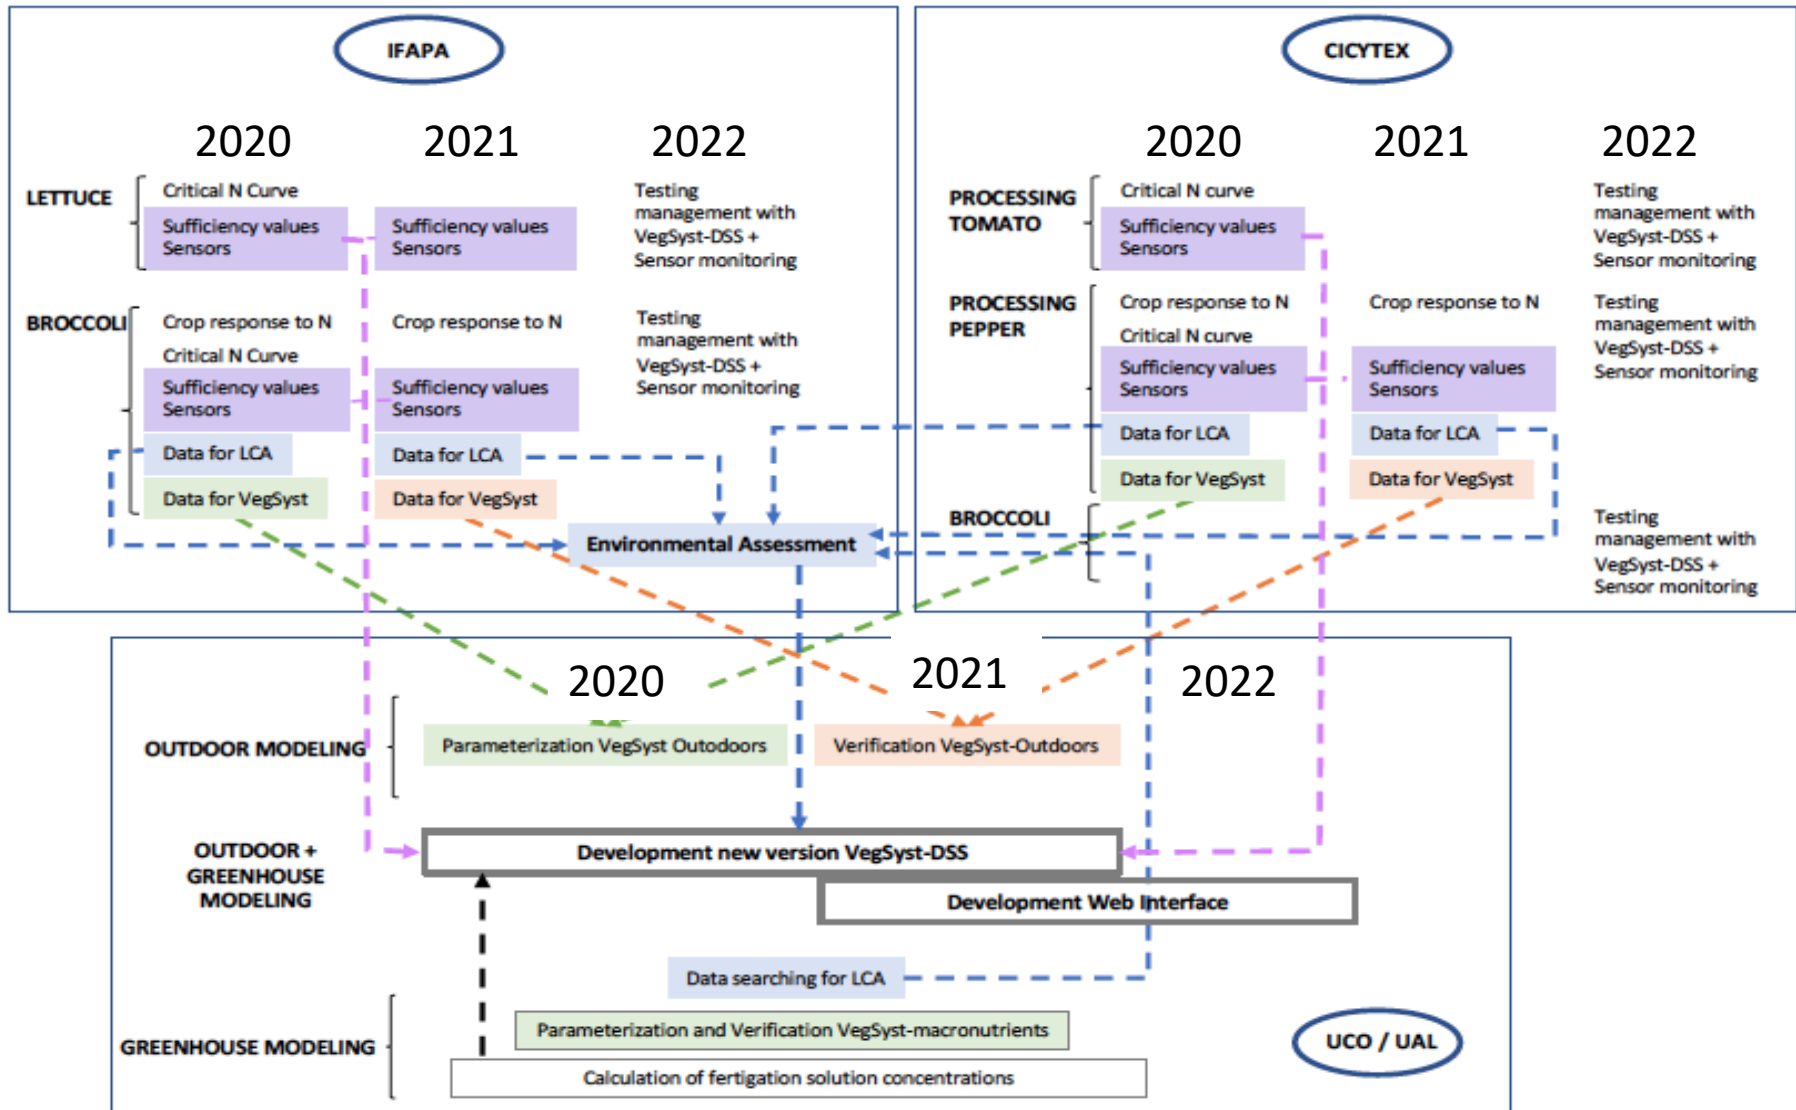 IFAPA
2020
2021
2022
LETTUCE
Critical N Curve
Sufficiency values
Sensors
Sufficiency values
Sensors
Testing
management with
VegSyst-DSS +
Sensor monitoring
BROCCOLI
Crop response to N
Critical N Curve
Sufficiency values
Sensors
Data for LCA
Data for VegSyst
Crop response to N
Sufficiency values
Sensors
Data for LCA
Data for VegSyst
Testing
management with
VegSyst-DSS +
Sensor monitoring
Environmental Assessment
CICYTEX
2020
2021
2022
PROCESSING
TOMATO
Critical N curve
Sufficiency values
Sensors
Testing
management with
VegSyst-DSS +
Sensor monitoring
PROCESSING
PEPPER
Crop response to N
Critical N curve
Sufficiency values
Sensors
Data for LCA
Data for VegSyst
Crop response to N
Sufficiency values
Sensors
Data for LCA
Data for VegSyst
Testing
management with
VegSyst-DSS +
Sensor monitoring
BROCCOLI
Testing
management with
VegSyst-DSS +
Sensor monitoring
2020
2021
2022
OUTDOOR MODELING
Parameterization VegSyst Outodoors
Verification VegSyst-Outdoors
OUTDOOR +
GREENHOUSE
MODELING
Development new version VegSyst-DSS
Development Web Interface
Data searching for LCA
GREENHOUSE MODELING
Parameterization and Verification VegSyst-macronutrients
Calculation of fertigation solution concentrations
UCO / UAL